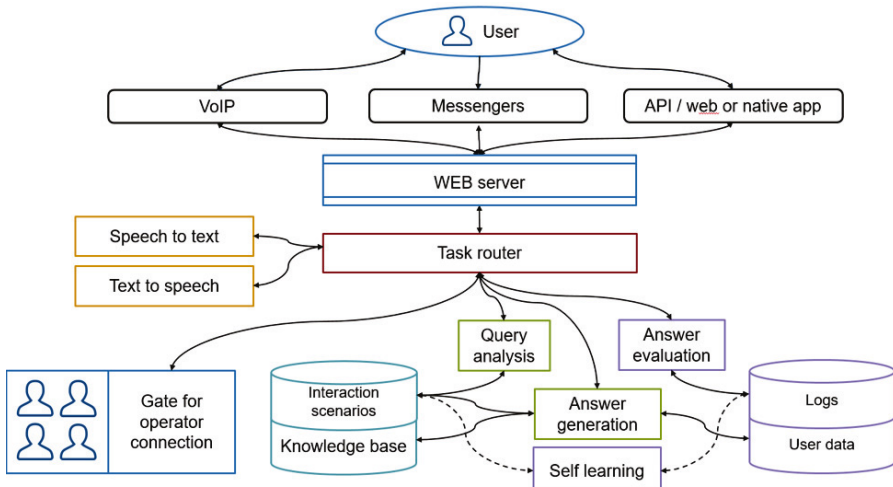 User
VoIP
Messengers
API / web or native app
WEB server
Speech to text
Task router
Text to speech
Query
analysis
Answer
evaluation
Gate for
operator
connection
Interaction
scenarios
Knowledge base
Answer
generation
Logs
User data
Self learning